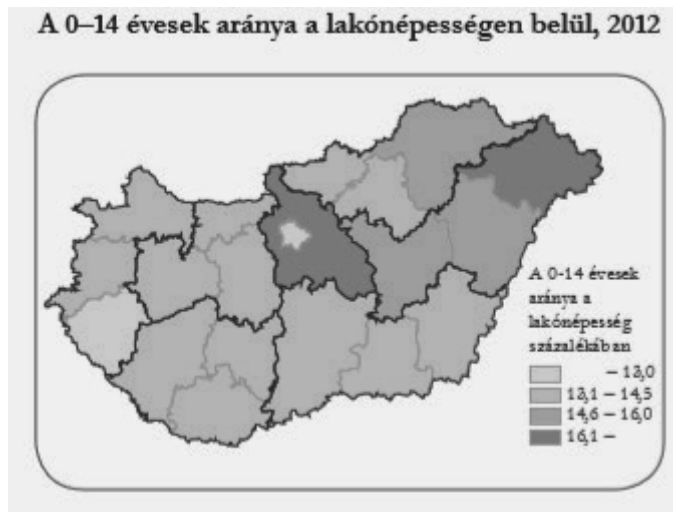 A 0–14 évesek aránya a lakónépességen belül, 2012
A 0-14 évesek
aránya a
lakónépesség
százalékában
– 13,0
13,1 – 14,5
14,6 – 16,0
16,1 –